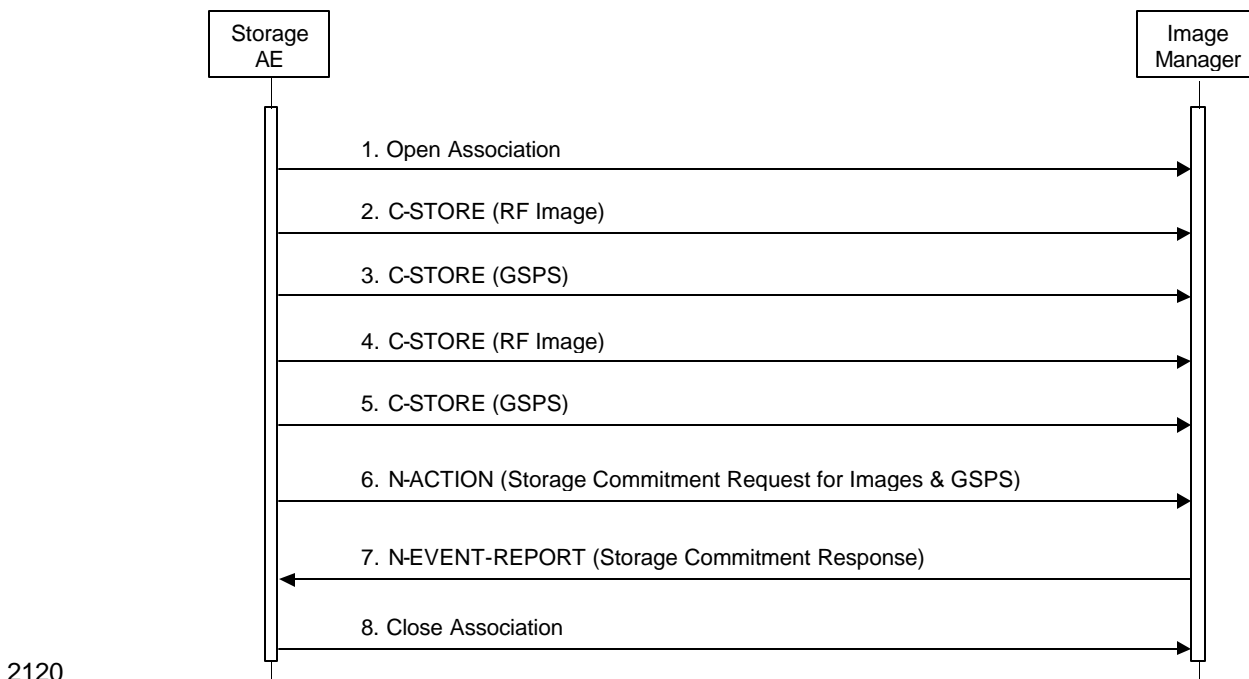 Storage
AE
Image
Manager
1. Open Association
2. C-STORE (RF Image)
3. C-STORE (GSPS)
4. C-STORE (RF Image)
5. C-STORE (GSPS)
6. N-ACTION (Storage Commitment Request for Images & GSPS)
7. N-EVENT-REPORT (Storage Commitment Response)
8. Close Association
2120